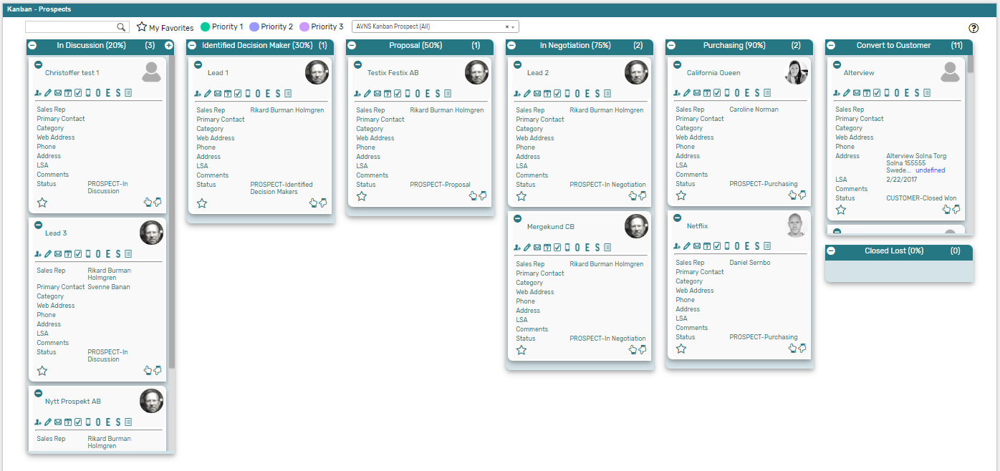 Kanban - Prospects
My Favorites Priority 1 Priority 2 Priority 3 AVNS Kanban Prospect (All)
In Discussion (20%) (3)
Christoffer test 1
O E S
Sales Rep
Primary Contact
Category
Web Address
Phone
Address
LSA
Comments
Status PROSPECT-In
Discussion
Lead 3
O E S
Sales Rep Rikard Burman
Holmgren
Primary Contact Svenne Banan
Category
Web Address
Phone
Address
LSA
Comments
Status PROSPECT-In
Discussion
Nytt Prospekt AB
O E S
Sales Rep Rikard Burman
Holmgren
Identified Decision Maker (30%) (1)
Lead 1
O E S
Sales Rep Rikard Burman Holmgren
Primary Contact
Category
Web Address
Phone
Address
LSA
Comments
Status PROSPECT-Identified
Decision Makers
Proposal (50%) (1)
Testix Festix AB
O E S
Sales Rep Rikard Burman Holmgren
Primary Contact
Category
Web Address
Phone
Address
LSA
Comments
Status PROSPECT-Proposal
In Negotiation (75%) (2)
Lead 2
O E S
Sales Rep Rikard Burman Holmgren
Primary Contact
Category
Web Address
Phone
Address
LSA
Comments
Status PROSPECT-In Negotiation
Mergekund CB
O E S
Sales Rep Rikard Burman Holmgren
Primary Contact
Category
Web Address
Phone
Address
LSA
Comments
Status PROSPECT-In Negotiation
Purchasing (90%) (2)
California Queen
O E S
Sales Rep Caroline Norman
Primary Contact
Category
Web Address
Phone
Address
LSA
Comments
Status PROSPECT-Purchasing
Netflix
O E S
Sales Rep Daniel Sernbo
Primary Contact
Category
Web Address
Phone
Address
LSA
Comments
Status PROSPECT-Purchasing
Convert to Customer (11)
Alterview
O E S
Sales Rep
Primary Contact
Category
Web Address
Phone
Address Alterview Solna Torg
Solna 155555
Swede... undefined
LSA 2/22/2017
Comments
Status CUSTOMER-Closed Won
Closed Lost (0%) (0)